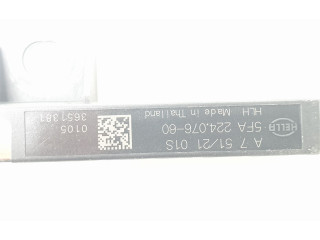 HELLA
A 7 51/21 01S
5FA 224.076-60
HLH Made in Thailand
0105
3651381